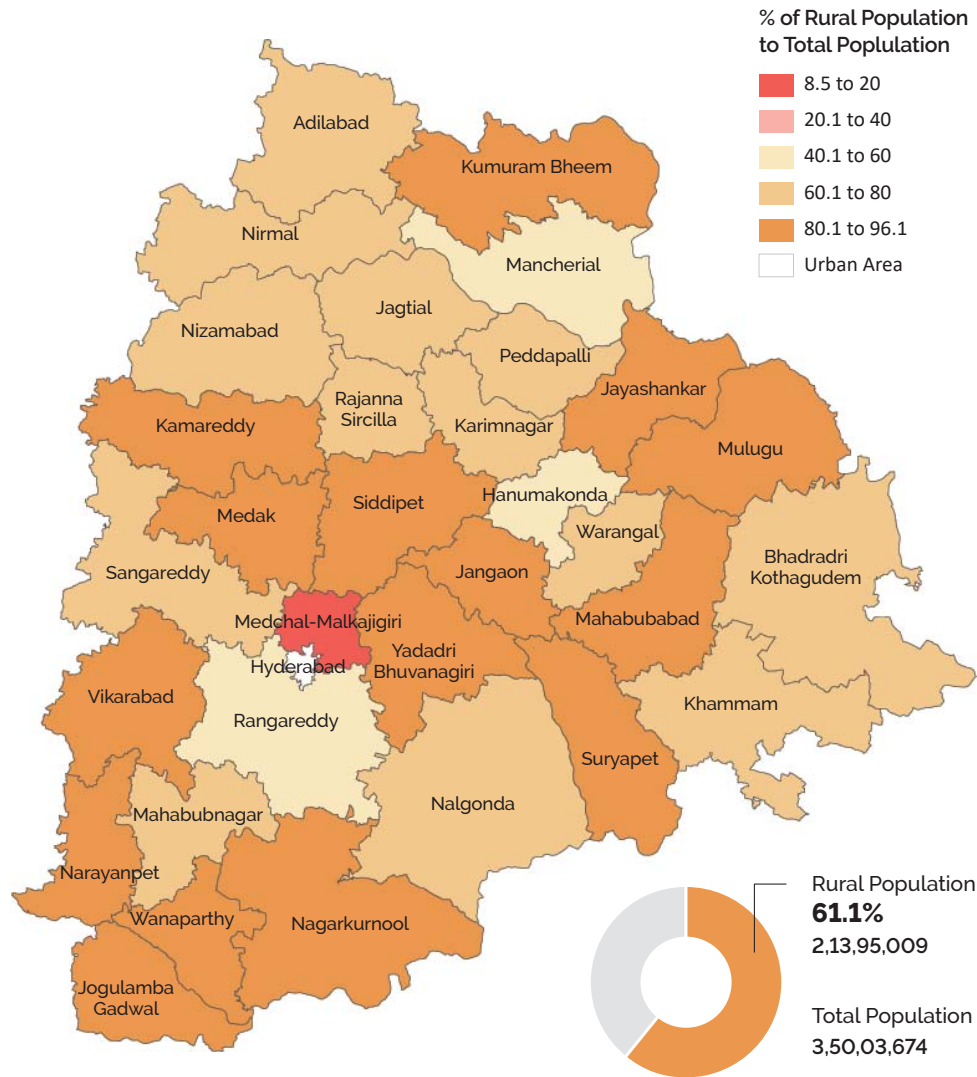 % of Rural Population
to Total Poplulation
8.5 to 20
20.1 to 40
40.1 to 60
60.1 to 80
80.1 to 96.1
Urban Area
Adilabad
Kumuram Bheem
Nirmal
Mancherial
Jagtial
Nizamabad
Peddapalli
Jayashankar
Rajanna
Sircilla
Karimnagar
Kamareddy
Mulugu
Hanumakonda
Siddipet
Medak
Warangal
Bhadradri
Kothagudem
Sangareddy
Jangaon
Mahabubabad
Medchal-Malkajigiri
Yadadri
Bhuvanagiri
Hyderabad
Vikarabad
Khammam
Rangareddy
Suryapet
Nalgonda
Mahabubnagar
Narayanpet
Wanaparthy
Nagarkurnool
Jogulamba
Gadwal
Rural Population
61.1%
2,13,95,009
Total Population
3,50,03,674